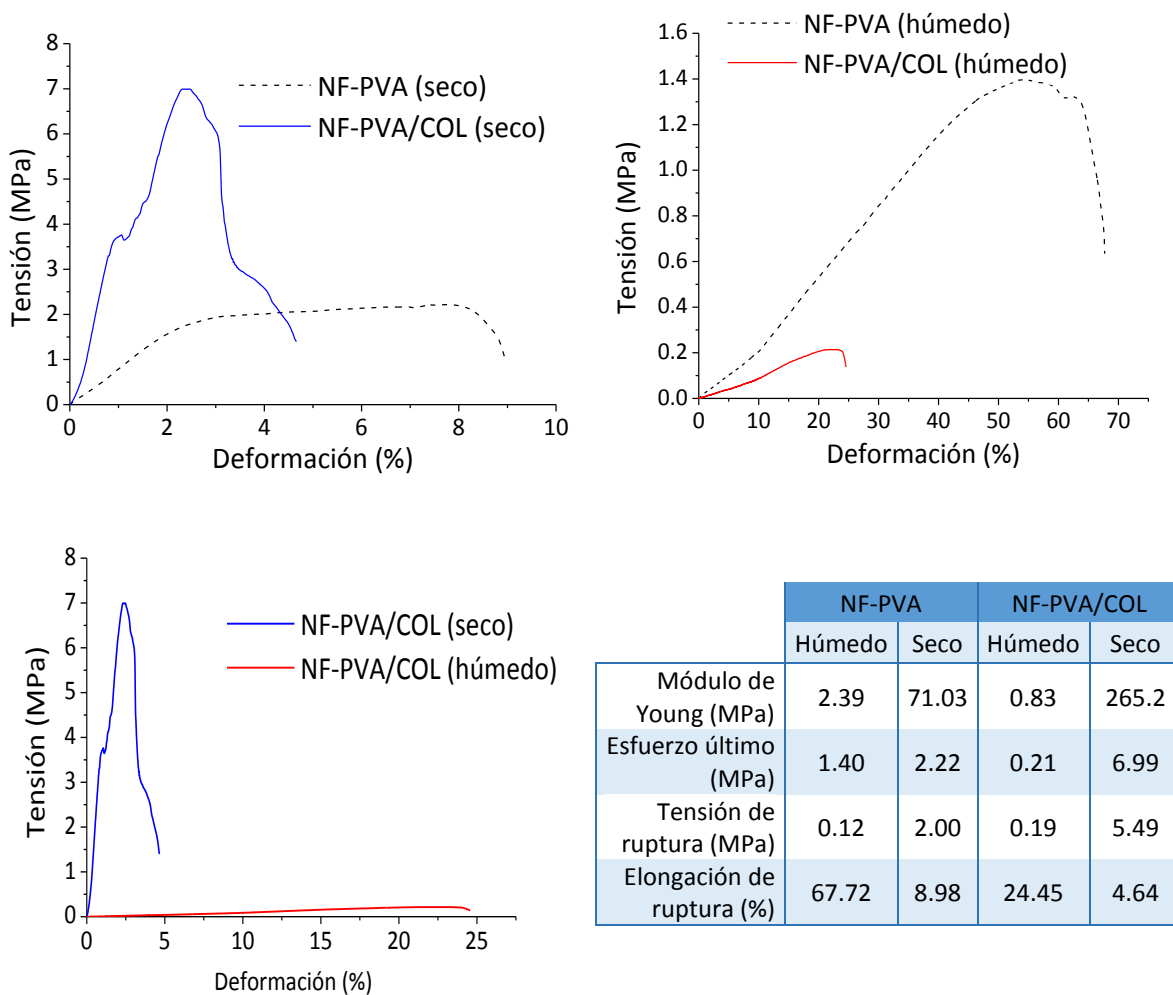 8
7
6
5
4
3
2
1
0
Tensión (MPa)
NF-PVA (seco)
NF-PVA/COL (seco)
0 2 4 6 8 10
Deformación (%)
1.6
1.4
1.2
1.0
0.8
0.6
0.4
0.2
0.0
Tensión (MPa)
NF-PVA (húmedo)
NF-PVA/COL (húmedo)
0 10 20 30 40 50 60 70
Deformación (%)
8
7
6
5
4
3
2
1
0
Tensión (MPa)
NF-PVA/COL (seco)
NF-PVA/COL (húmedo)
0 5 10 15 20 25
Deformación (%)
NF-PVA NF-PVA/COL
Húmedo Seco Húmedo Seco
Módulo de
Young (MPa) 2.39 71.03 0.83 265.2
Esfuerzo último
(MPa) 1.40 2.22 0.21 6.99
Tensión de
ruptura (MPa) 0.12 2.00 0.19 5.49
Elongación de
ruptura (%) 67.72 8.98 24.45 4.64